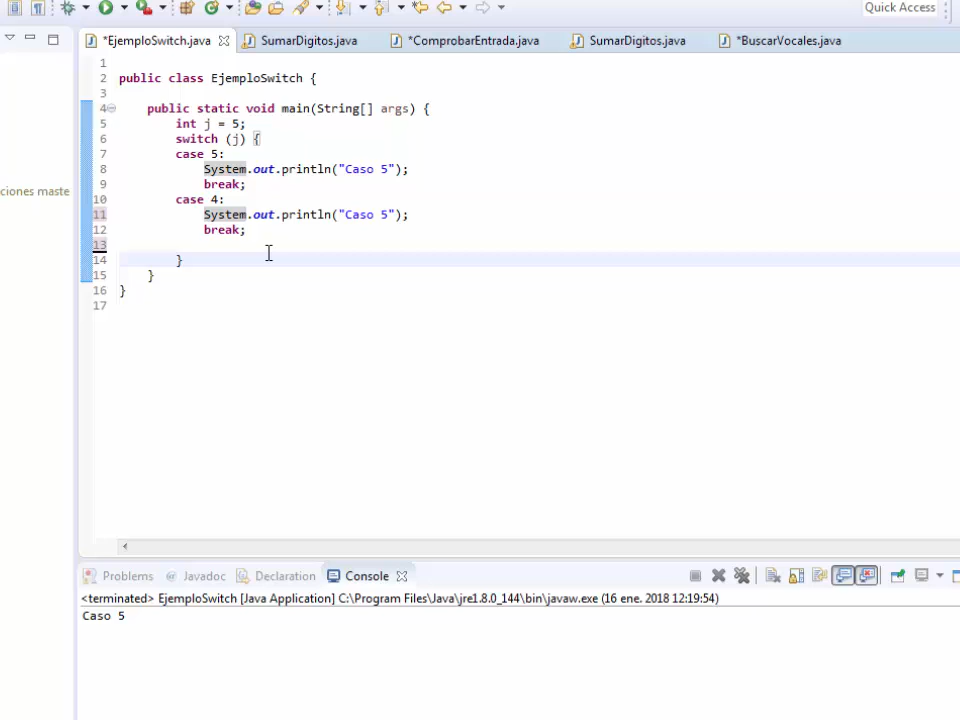 Quick Access
*EjemploSwitch.java SumarDigitos.java *ComprobarEntrada.java SumarDigitos.java *BuscarVocales.java
1
2 public class EjemploSwitch {
3
4 public static void main(String[] args) {
5 int j = 5;
6 switch (j) {
7 case 5:
8 System.out.println("Caso 5");
9 break;
10 case 4:
11 System.out.println("Caso 5");
12 break;
13
14 }
15 }
16 }
17
ciones maste
Problems Javadoc Declaration Console
<terminated> EjemploSwitch [Java Application] C:\Program Files\Java\jre1.8.0_144\bin\javaw.exe (16 ene. 2018 12:19:54)
Caso 5